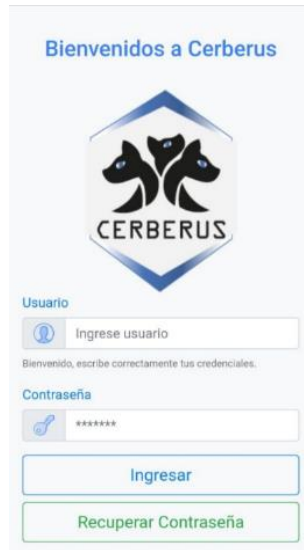 Bienvenidos a Cerberus
CERBERUS
Usuario
Ingrese usuario
Bienvenido, escribe correctamente tus credenciales.
Contraseña
*******
Ingresar
Recuperar Contraseña